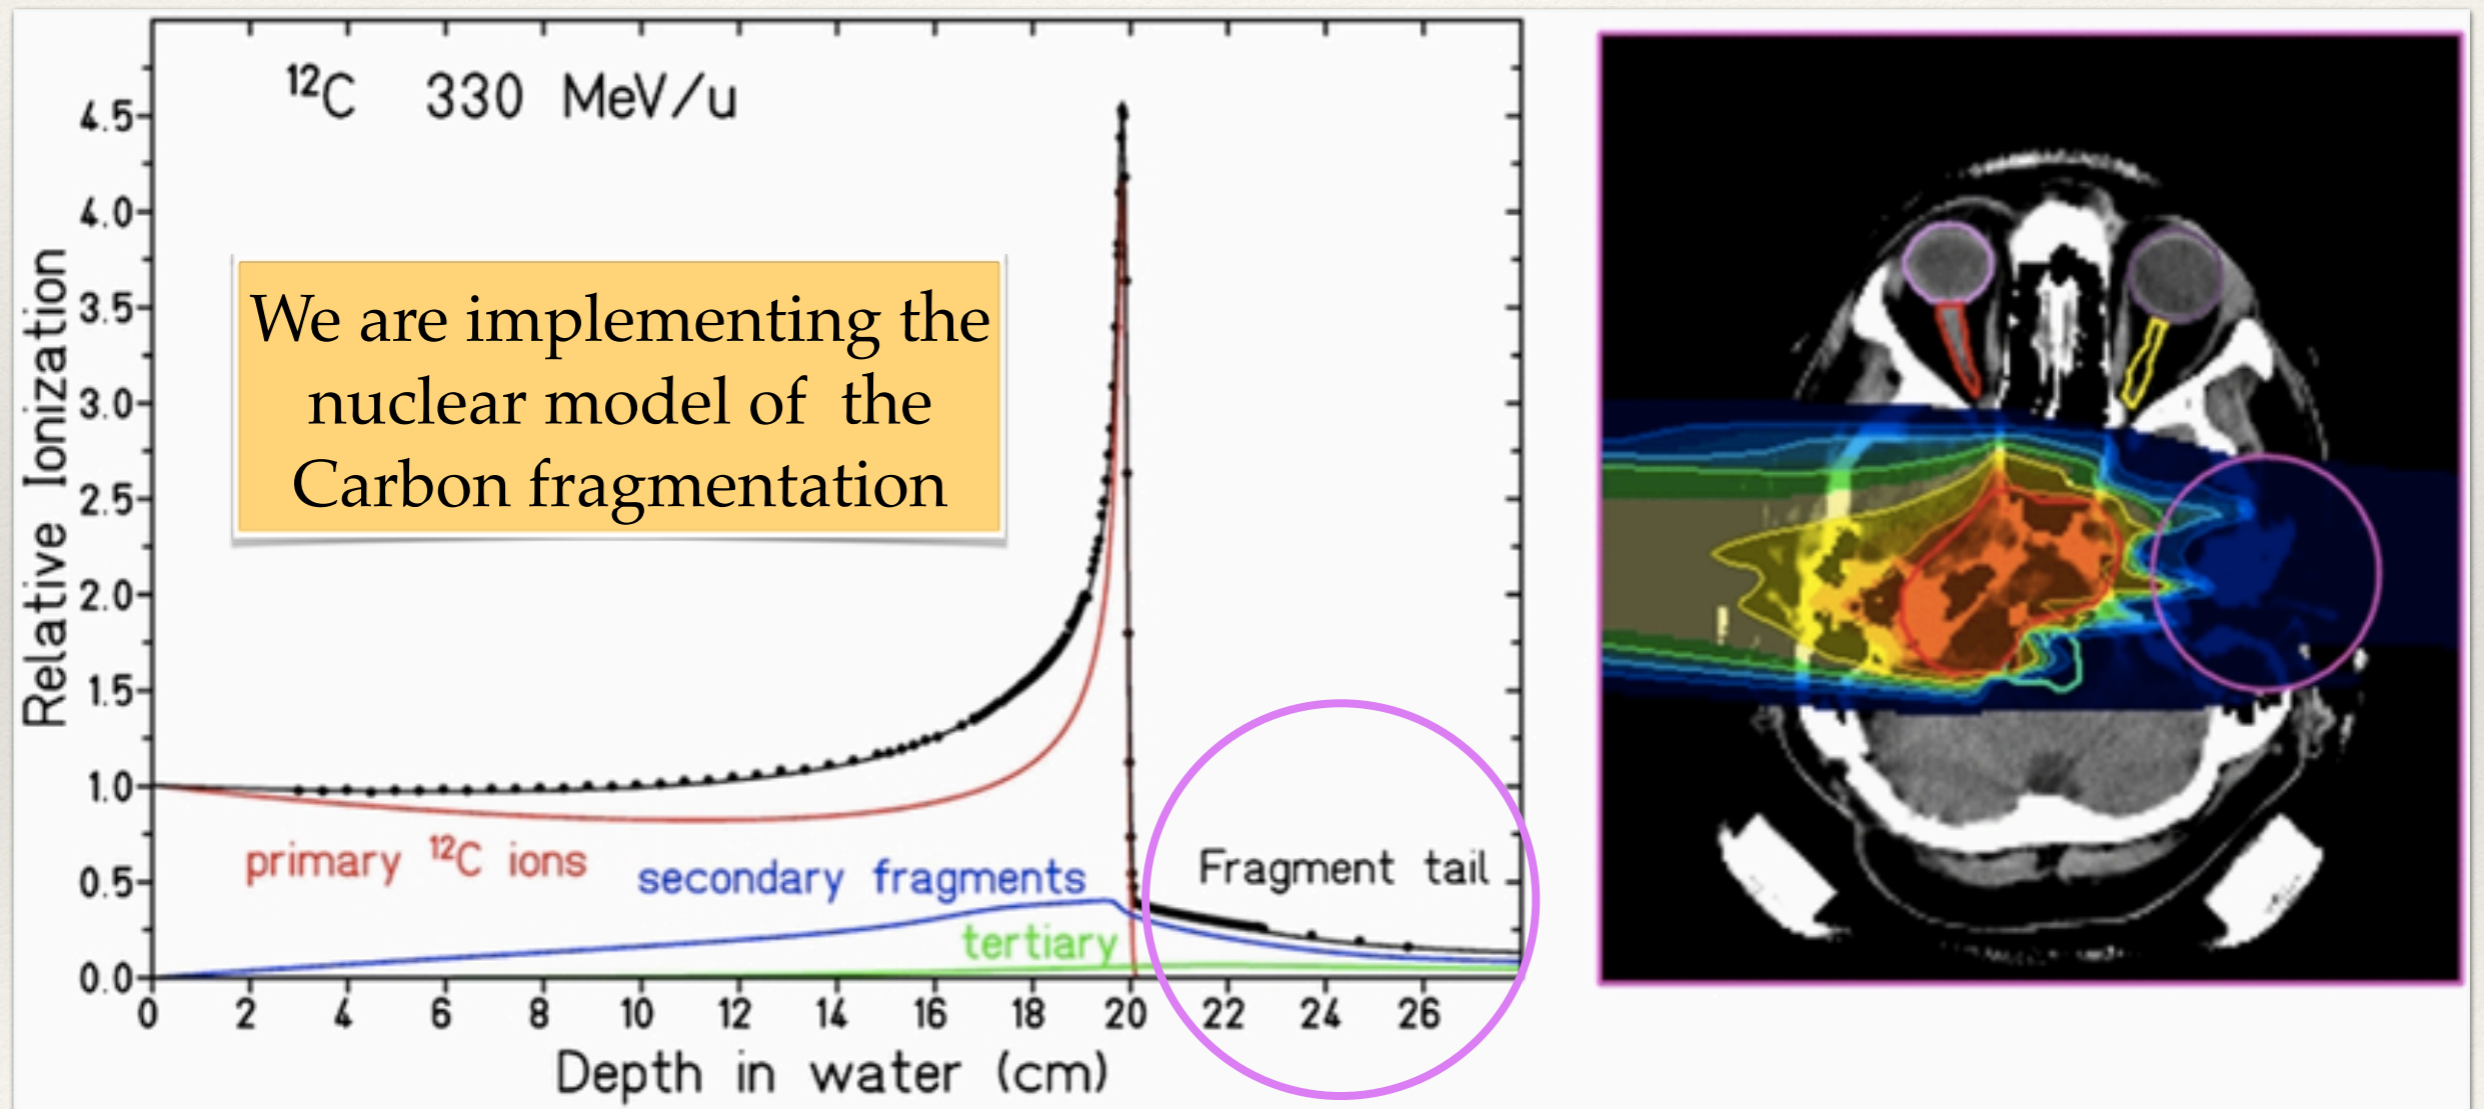 ¹²C 330 MeV/u
We are implementing the
nuclear model of the
Carbon fragmentation
Relative Ionization
4.5
4.0
3.5
3.0
2.5
2.0
1.5
1.0
0.5
0.0
primary ¹²C ions
secondary fragments
tertiary
Fragment tail
0 2 4 6 8 10 12 14 16 18 20 22 24 26
Depth in water (cm)